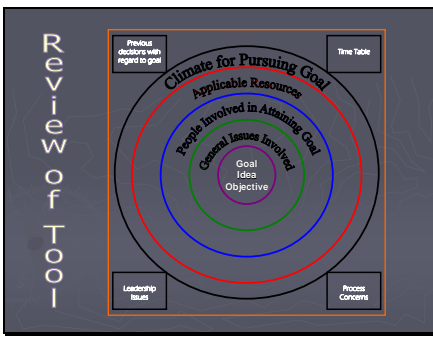 Review of Tool
Previous
decisions with
regard to goal
Time Table
Climate for Pursuing Goal
Applicable Resources
People Involved in Attaining Goal
General Issues Involved
Goal
Idea
Objective
Leadership
Issues
Process
Concerns